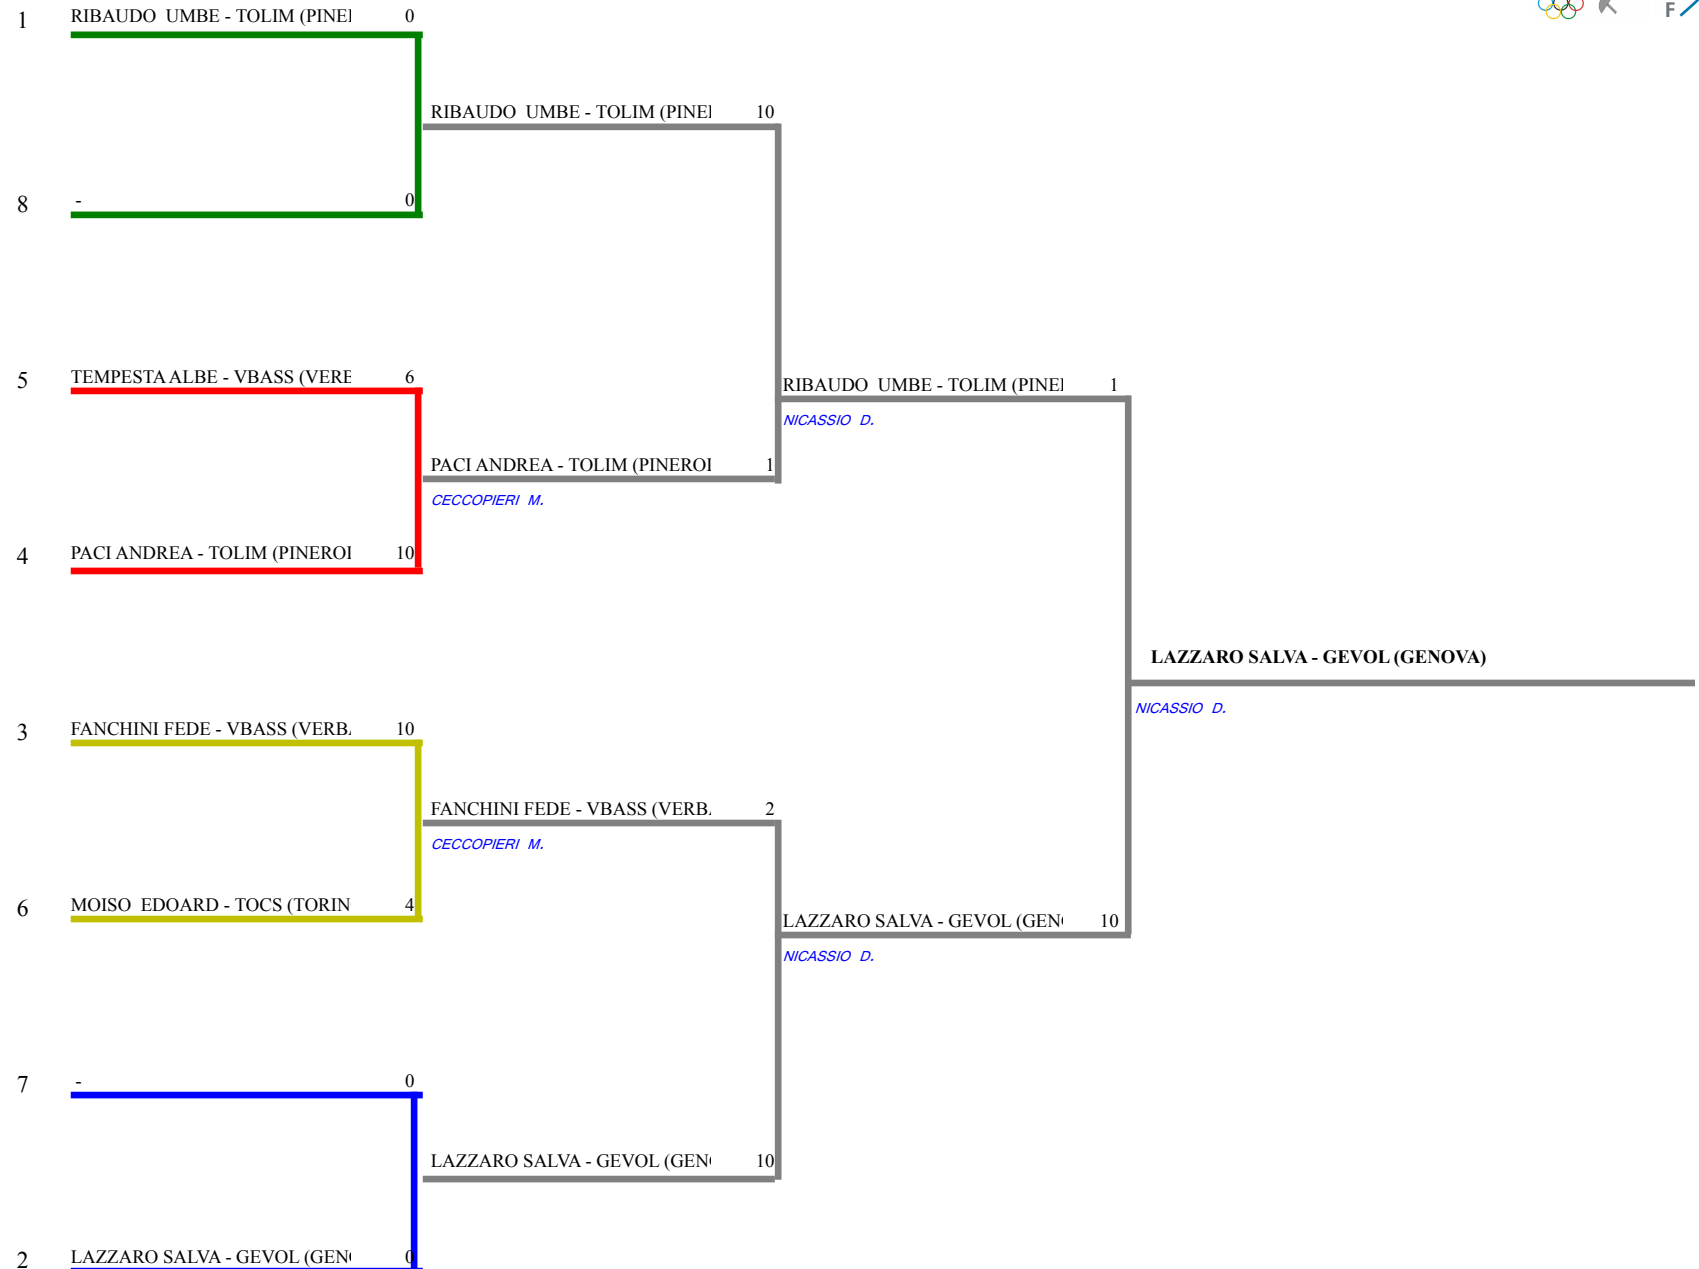 1 RIBAUDO UMBE - TOLIM (PINE 0
F
RIBAUDO UMBE - TOLIM (PINE 10
8 - 0
5 TEMPESTA ALBE - VBASS (VERE 6
RIBAUDO UMBE - TOLIM (PINE 1
NICASSIO D.
PACI ANDREA - TOLIM (PINEROI 1
CECCOPIERI M.
4 PACI ANDREA - TOLIM (PINEROI 10
LAZZARO SALVA - GEVOL (GENOVA)
NICASSIO D.
3 FANCHINI FEDE - VBASS (VERB 10
FANCHINI FEDE - VBASS (VERB 2
CECCOPIERI M.
6 MOISO EDOARD - TOCS (TORIN 4
LAZZARO SALVA - GEVOL (GEN 10
NICASSIO D.
7 - 0
LAZZARO SALVA - GEVOL (GEN 10
2 LAZZARO SALVA - GEVOL (GEN 0